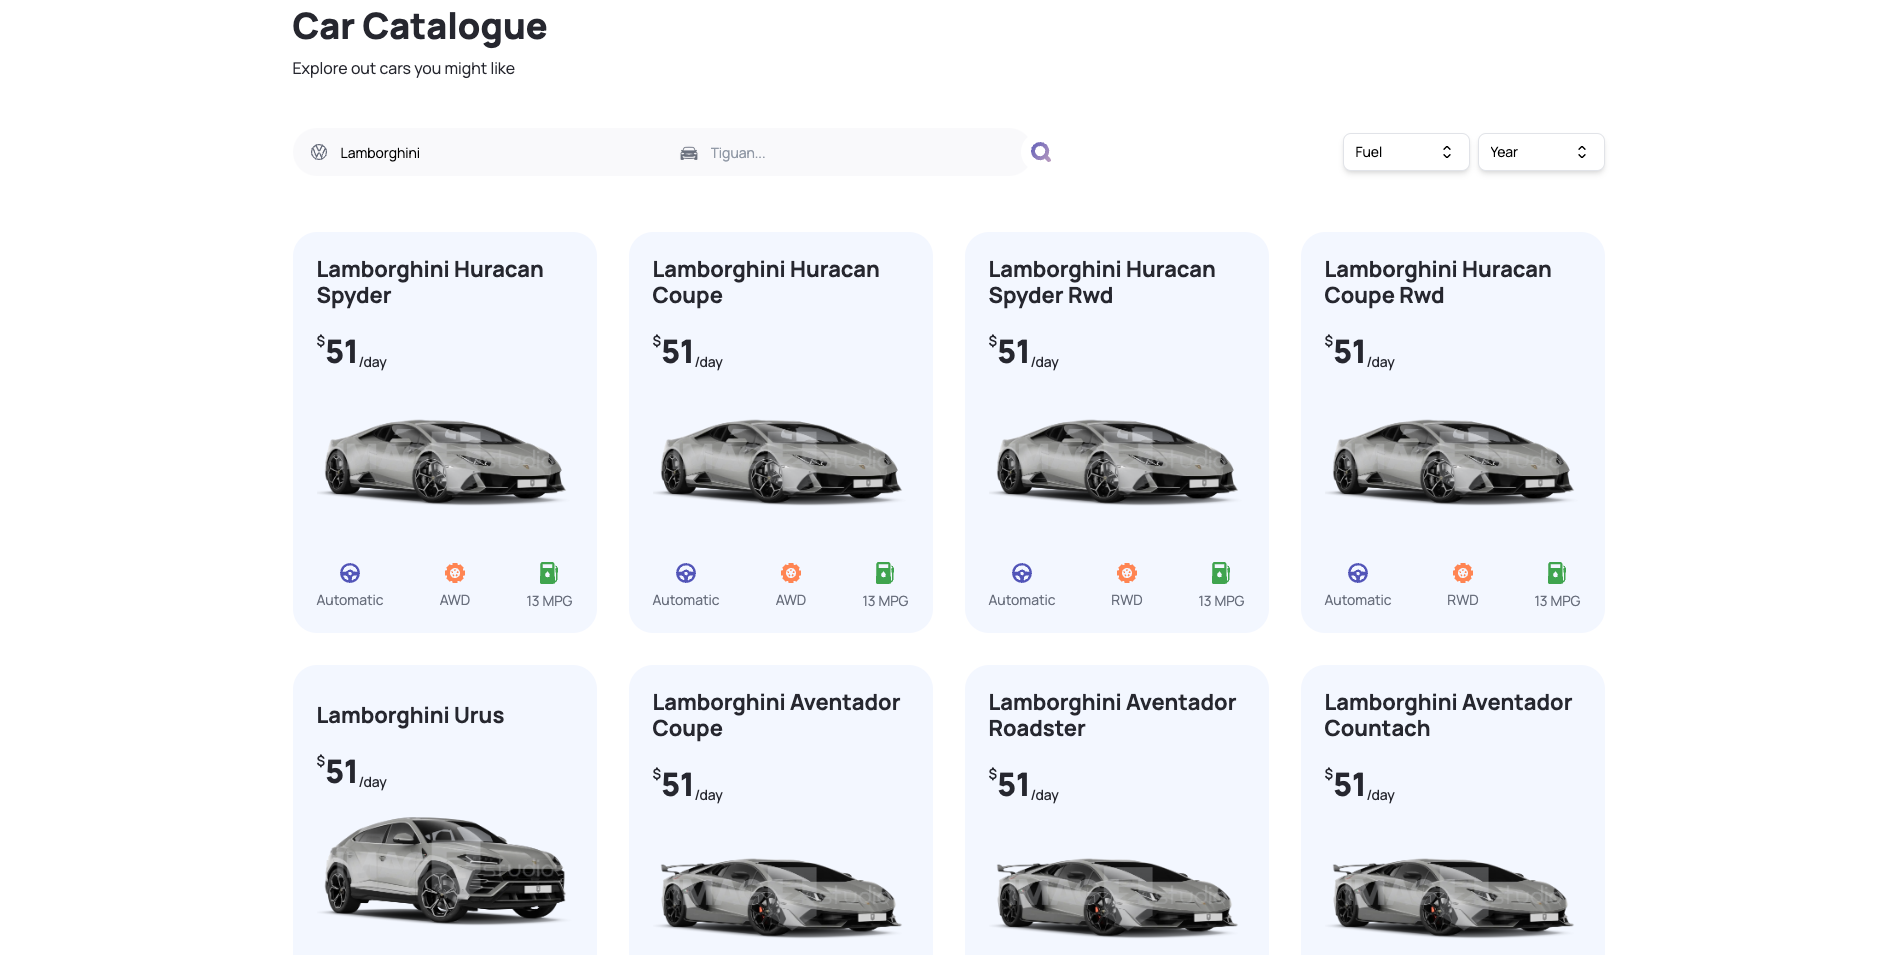 Car Catalogue
Explore out cars you might like
Lamborghini
Tiguan...
Fuel
Year
Lamborghini Huracan
Spyder
$51/day
Automatic
AWD
13 MPG
Lamborghini Huracan
Coupe
$51/day
Automatic
AWD
13 MPG
Lamborghini Huracan
Spyder Rwd
$51/day
Automatic
RWD
13 MPG
Lamborghini Huracan
Coupe Rwd
$51/day
Automatic
RWD
13 MPG
Lamborghini Urus
$51/day
Lamborghini Aventador
Coupe
$51/day
Lamborghini Aventador
Roadster
$51/day
Lamborghini Aventador
Countach
$51/day